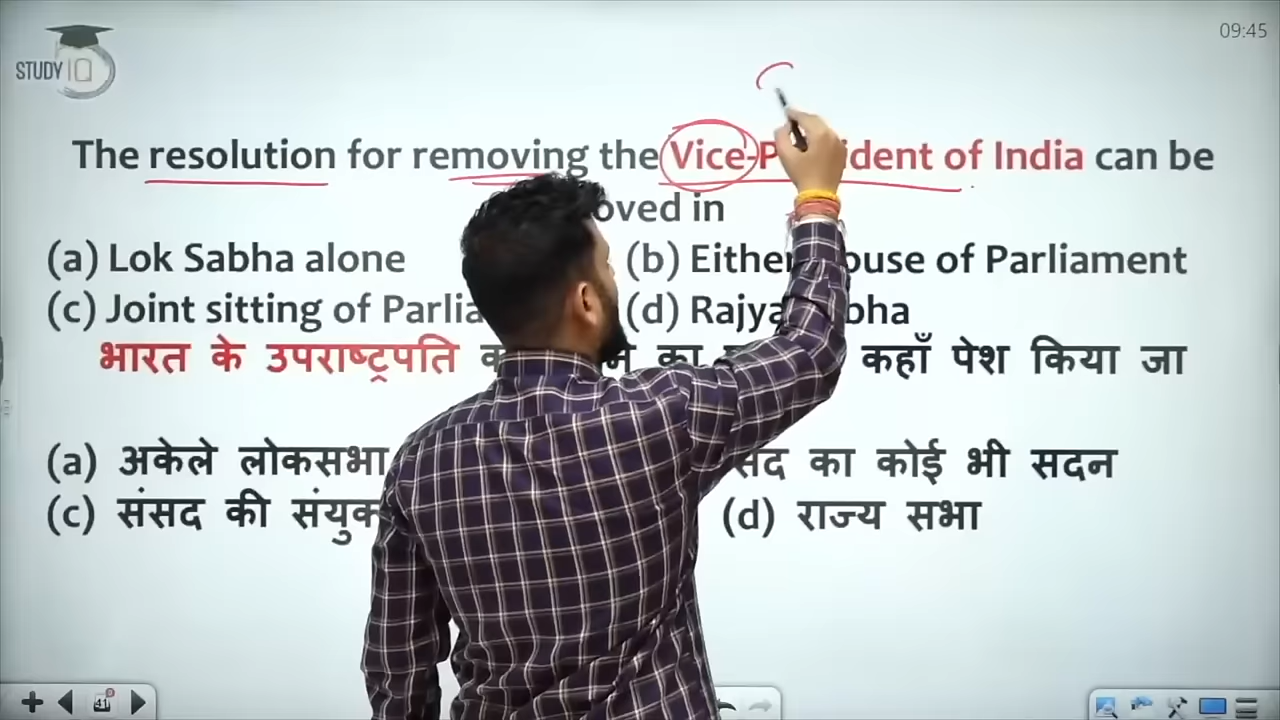 STUDY IQ
09:45
The resolution for removing the Vice-P ident of India can be
oved in
(a) Lok Sabha alone
(b) Either ouse of Parliament
(c) Joint sitting of Parlia
(d) Rajya bha
भारत के उपराष्ट्रपति का कहाँ पेश किया जा
(a) अकेले लोकसभा
सद का कोई भी सदन
(c) संसद की संयुक्
(d) राज्य सभा
41